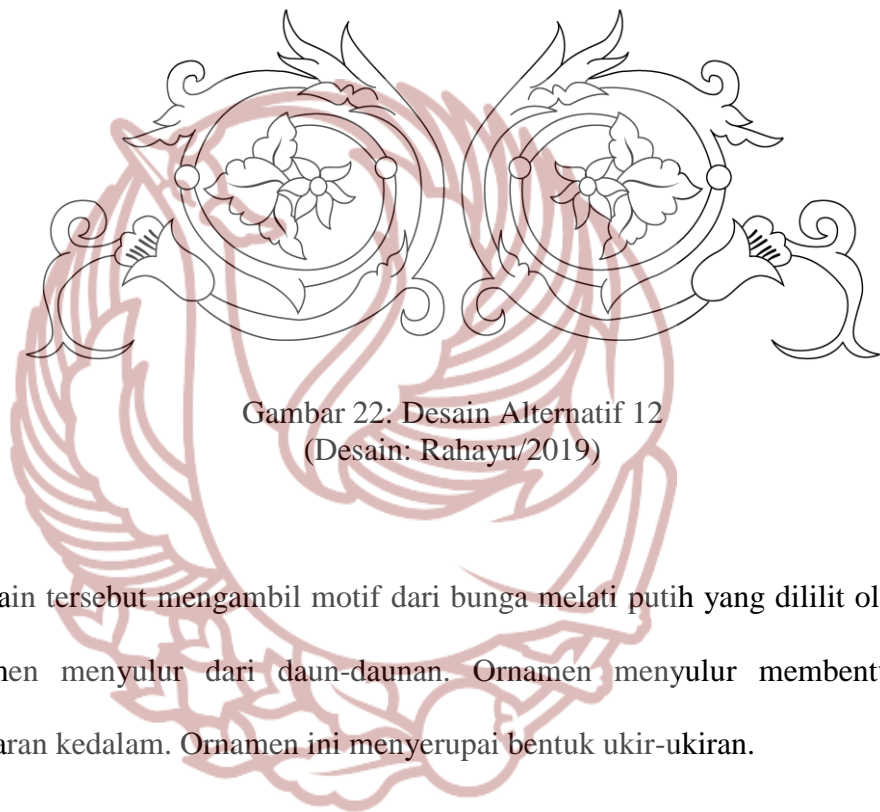 Gambar 22: Desain Alternatif 12
(Desain: Rahayu/2019)
ain tersebut mengambil motif dari bunga melati putih yang dililit ol
nen menyulur dari daun-daunan. Ornamen menyulur membent
aran kedalam. Ornamen ini menyerupai bentuk ukir-ukiran.